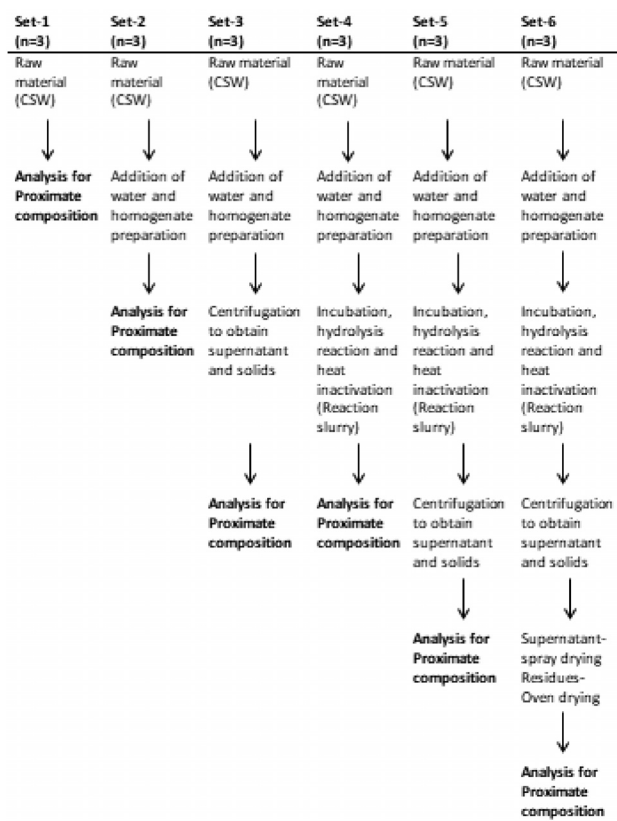 Set-1 Set-2 Set-3 Set-4 Set-5 Set-6
(n=3) (n=3) (n=3) (n=3) (n=3) (n=3)
Raw Raw Raw material Raw Raw material Raw material
material material (CSW) material (CSW) (CSW)
(CSW) (CSW) (CSW)
Analysis for Addition of Addition of Addition of Addition of Addition of
Proximate water and water and water and water and water and
composition homogenate homogenate homogenate homogenate homogenate
preparation preparation preparation preparation preparation
Analysis for Centrifugation Incubation, Incubation, Incubation,
Proximate to obtain hydrolysis hydrolysis hydrolysis
composition supernatant reaction and reaction and reaction and
and solids heat heat heat
inactivation inactivation inactivation
(Reaction (Reaction (Reaction
slurry) slurry) slurry)
Analysis for Analysis for Centrifugation Centrifugation
Proximate Proximate to obtain to obtain
composition composition supernatant supernatant
and solids and solids
Analysis for Supernatant-
Proximate spray drying
composition Residues-
Oven drying
Analysis for
Proximate
composition